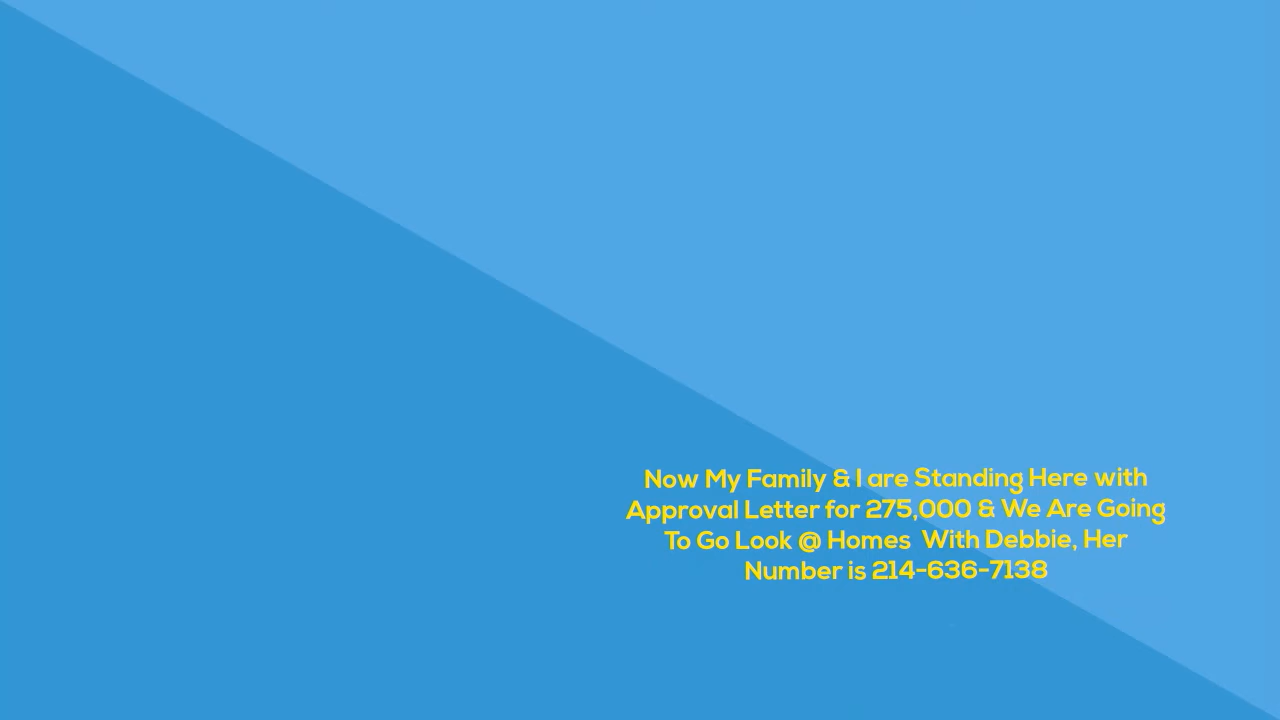 Now My Family & I are Standing Here with
Approval Letter for 275,000 & We Are Going
To Go Look @ Homes  With Debbie, Her
Number is 214-636-7138